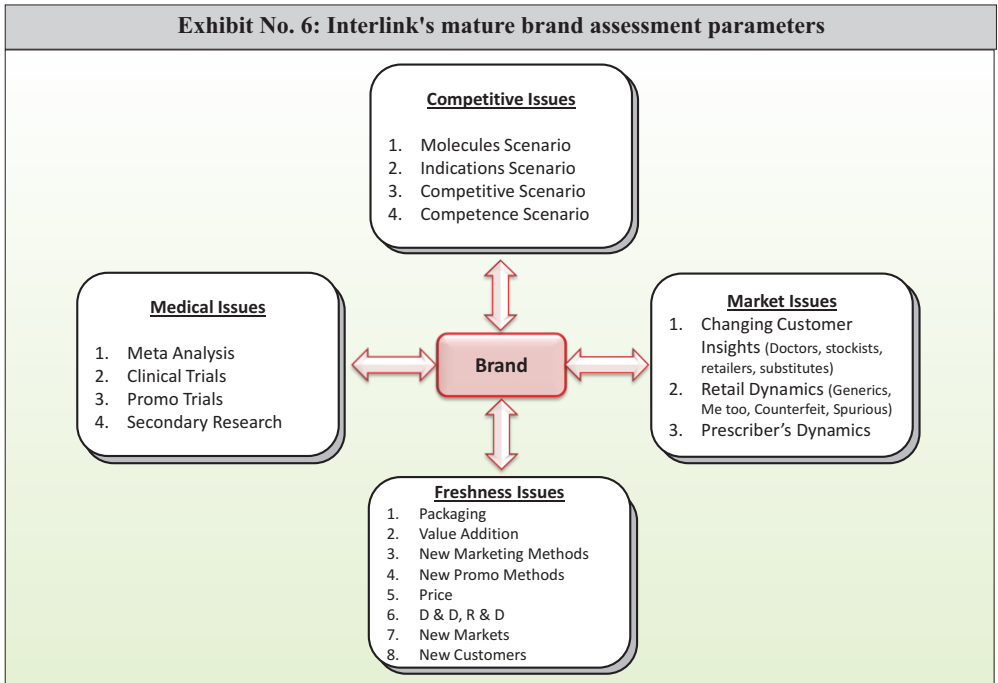 Exhibit No. 6: Interlink's mature brand assessment parameters
Competitive Issues
1. Molecules Scenario
2. Indications Scenario
3. Competitive Scenario
4. Competence Scenario
Medical Issues
1. Meta Analysis
2. Clinical Trials
3. Promo Trials
4. Secondary Research
Brand
Market Issues
1. Changing Customer
Insights (Doctors, stockists,
retailers, substitutes)
2. Retail Dynamics (Generics,
Me too, Counterfeit, Spurious)
3. Prescriber's Dynamics
Freshness Issues
1. Packaging
2. Value Addition
3. New Marketing Methods
4. New Promo Methods
5. Price
6. D & D, R & D
7. New Markets
8. New Customers